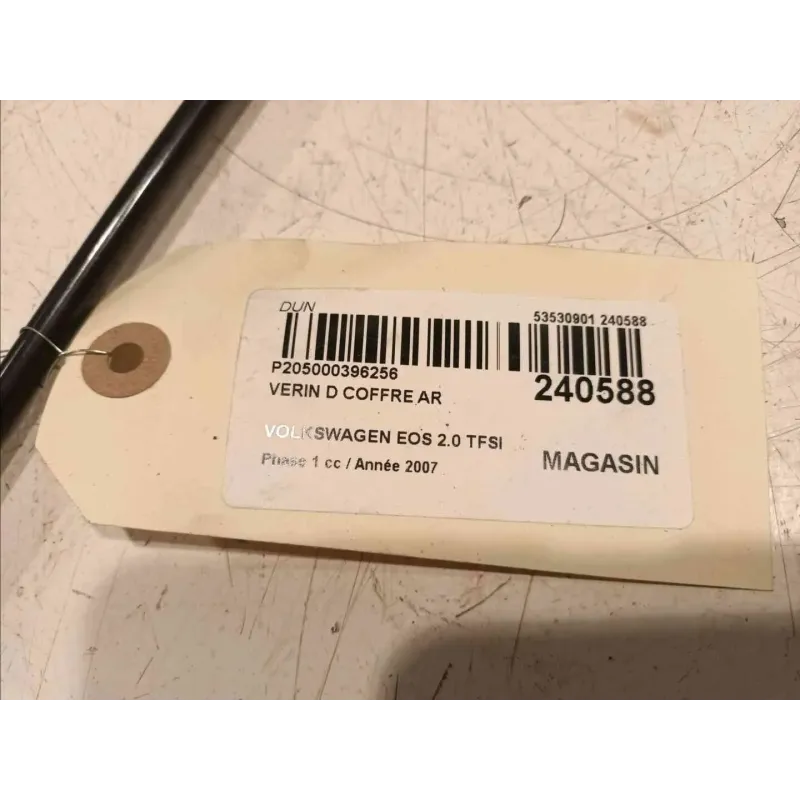 DUN
53530901 240588
P205000396256
240588
VERIN D COFFRE AR
VOLKSWAGEN EOS 2.0 TFSI
Phase 1 cc / Année 2007
MAGASIN